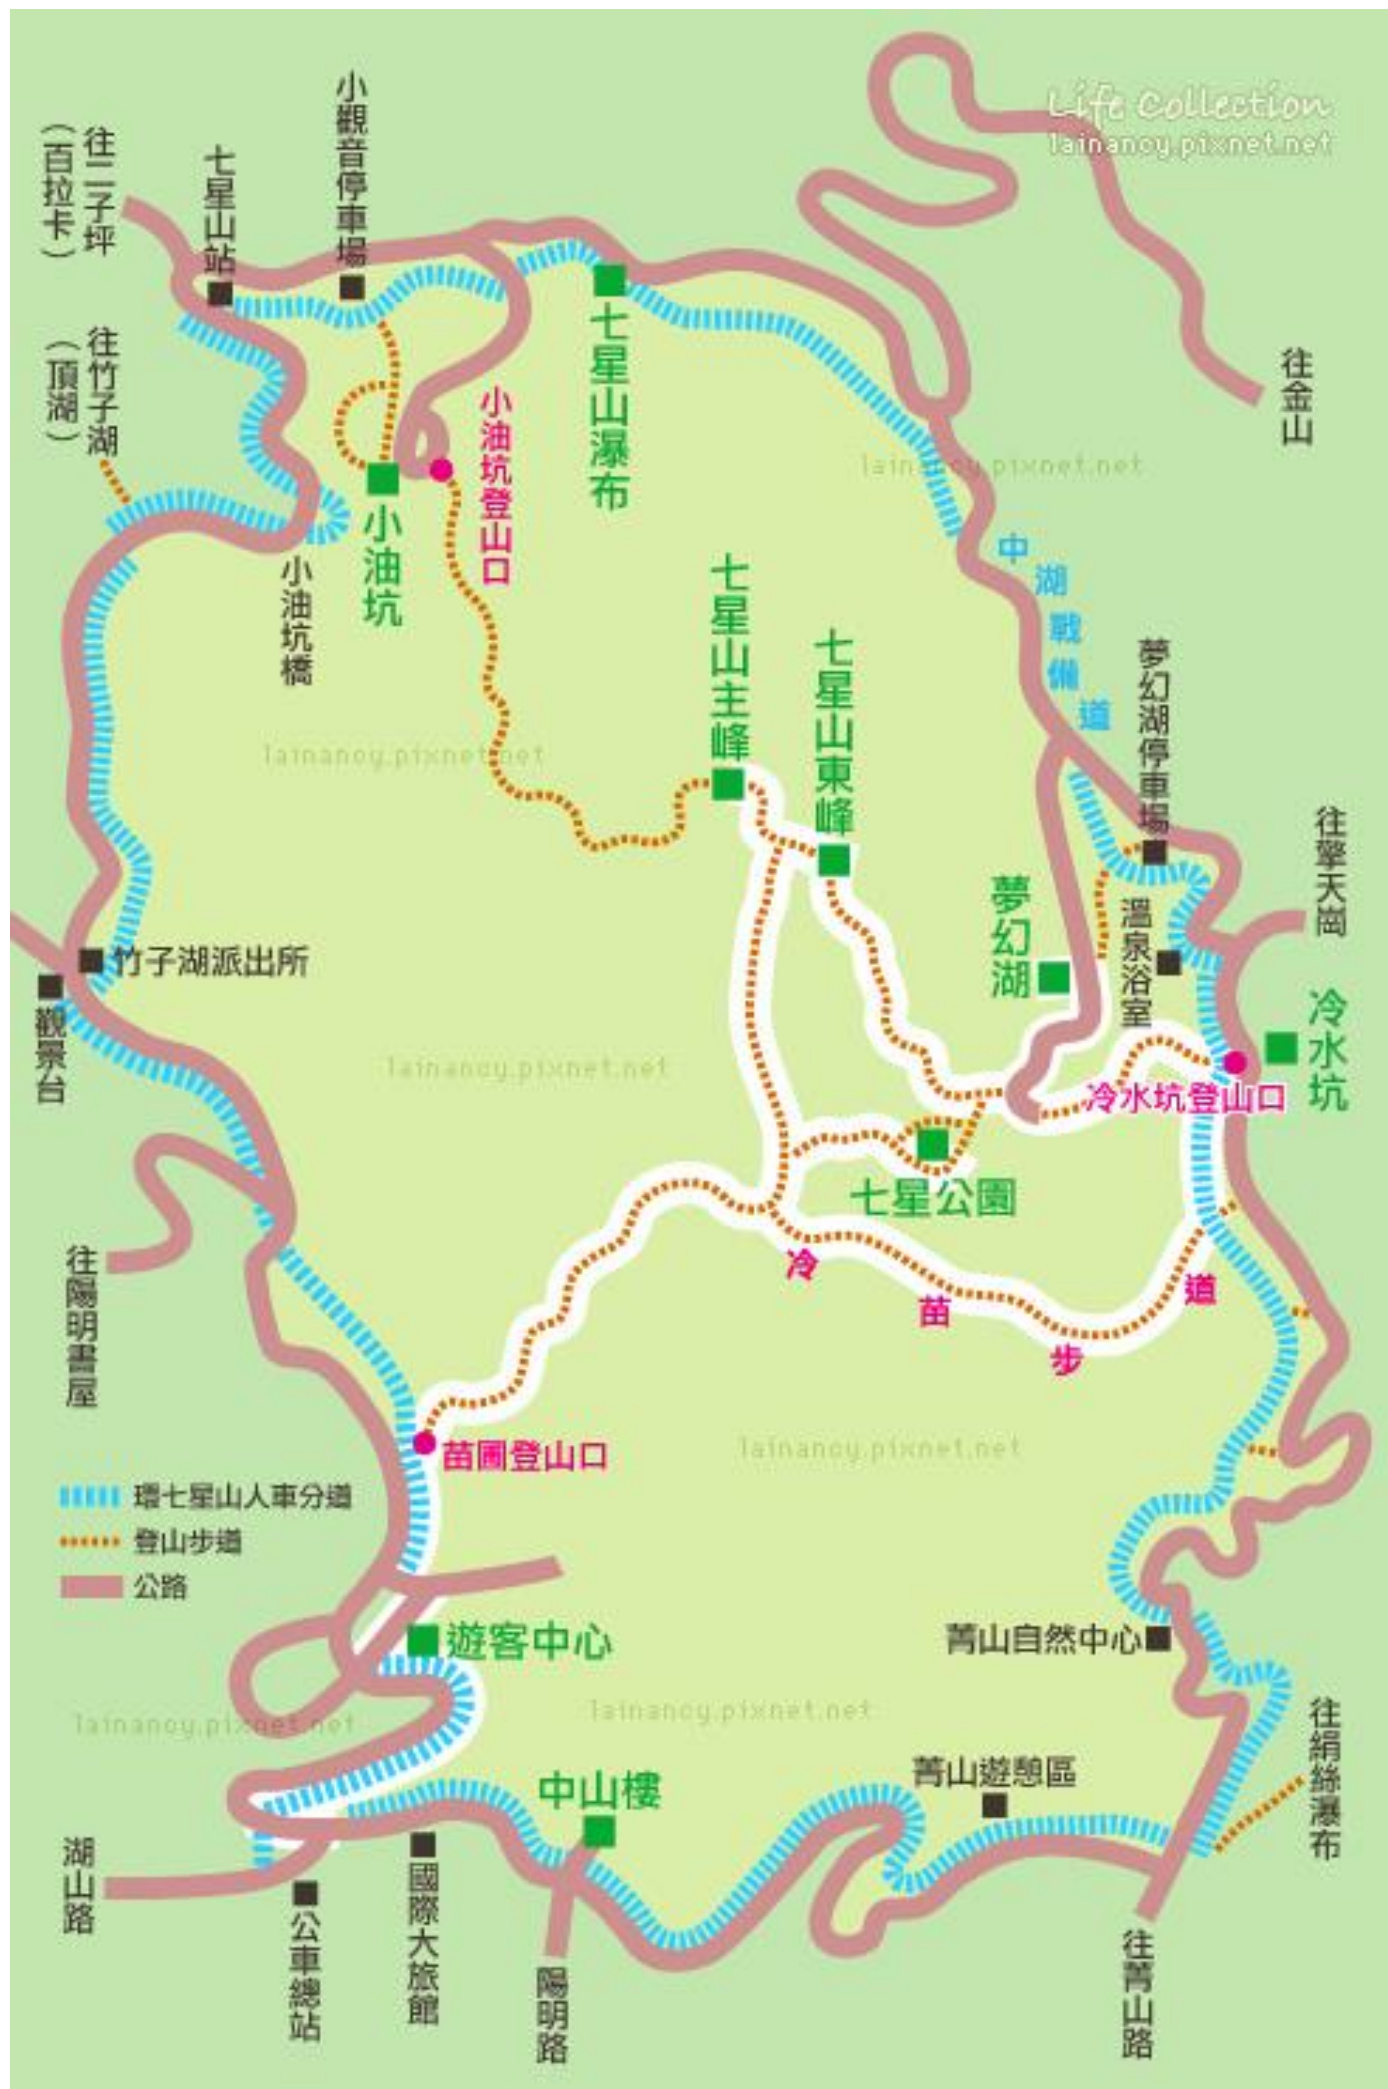 Life Collection
lainancy.pixnet.net
小觀音停車場
往二子坪
（百拉卡）
七星山站
往竹子湖
（頂湖）
七星山瀑布
往金山
小油坑登山口
lainancy.pixnet.net
小油坑
小油坑橋
中湖戰備道
七星山主峰
七星山東峰
夢幻湖停車場
lainancy.pixnet.net
往擎天崗
夢幻湖
溫泉浴室
竹子湖派出所
觀景台
冷水坑
lainancy.pixnet.net
冷水坑登山口
七星公園
往陽明書屋
冷苗步道
苗圃登山口
lainancy.pixnet.net
環七星山人車分道
登山步道
公路
遊客中心
菁山自然中心
lainancy.pixnet.net
lainancy.pixnet.net
往絹絲瀑布
中山樓
菁山遊憩區
湖山路
公車總站
國際大旅館
陽明路
往菁山路